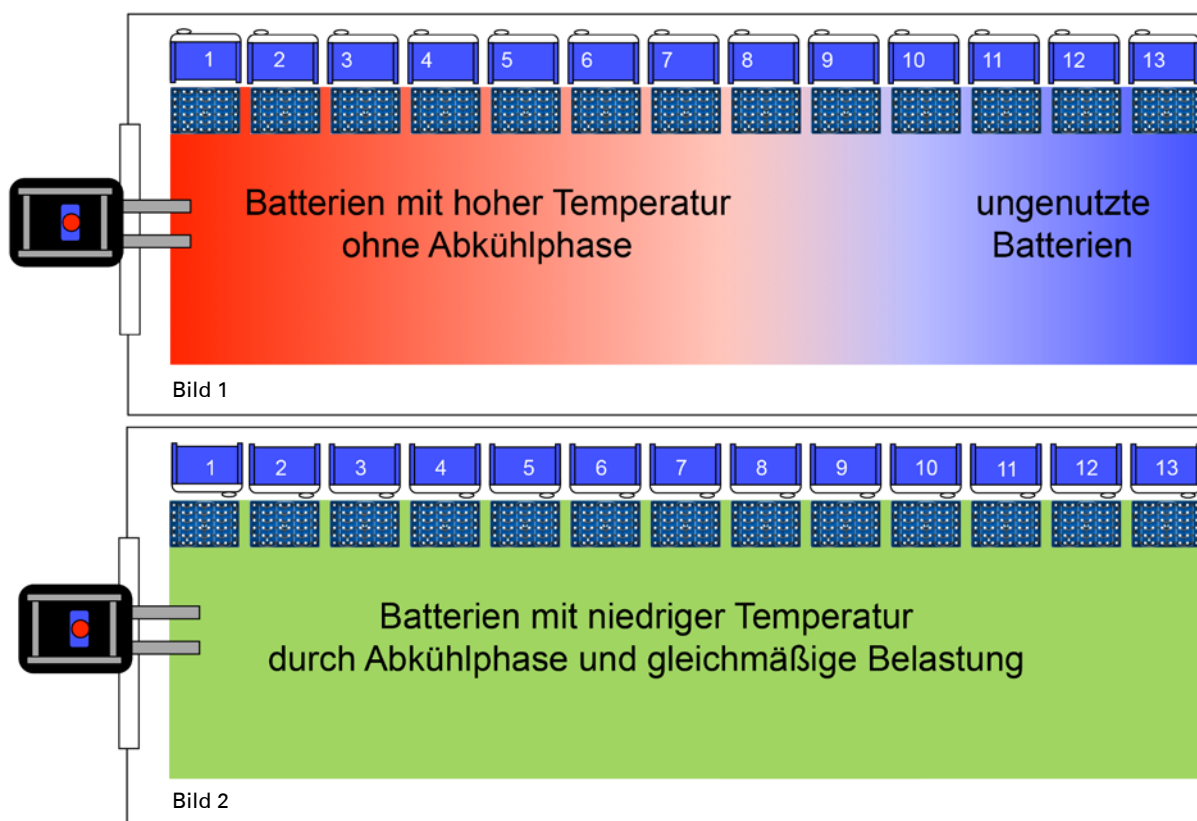 1 2 3 4 5 6 7 8 9 10 11 12 13
Batterien mit hoher Temperatur
ohne Abkühlphase
ungenutzte
Batterien
Bild 1
1 2 3 4 5 6 7 8 9 10 11 12 13
Batterien mit niedriger Temperatur
durch Abkühlphase und gleichmäßige Belastung
Bild 2